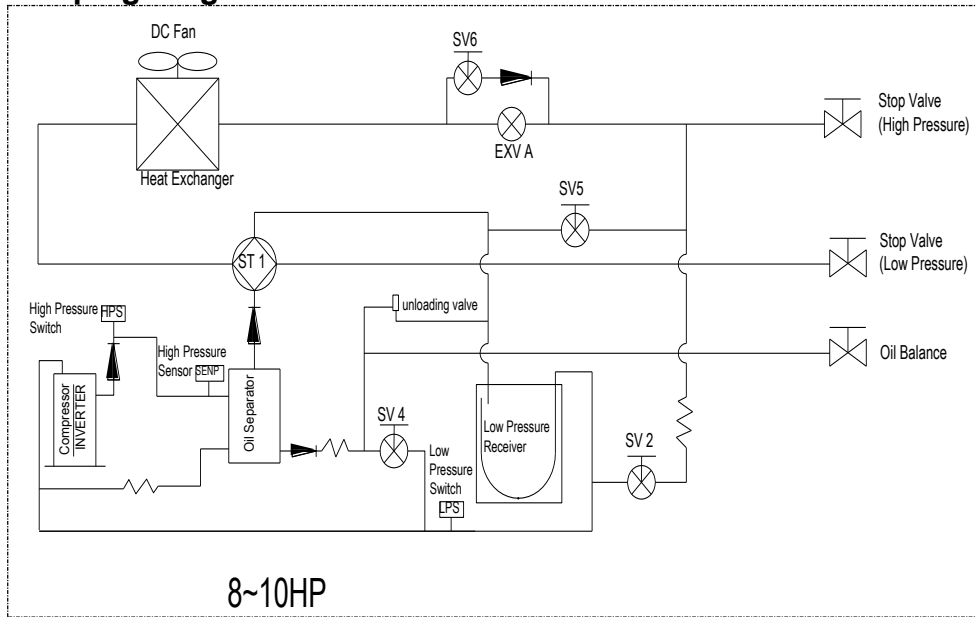 DC Fan
SV6
Stop Valve
(High Pressure)
EXV A
Heat Exchanger
SV5
Stop Valve
(Low Pressure)
ST 1
High Pressure
Switch
HPS
unloading valve
High Pressure
Sensor
SENP
Oil Balance
Compressor
INVERTER
Oil Separator
SV 4
Low
Pressure
Switch
LPS
Low Pressure
Receiver
SV 2
8~10HP